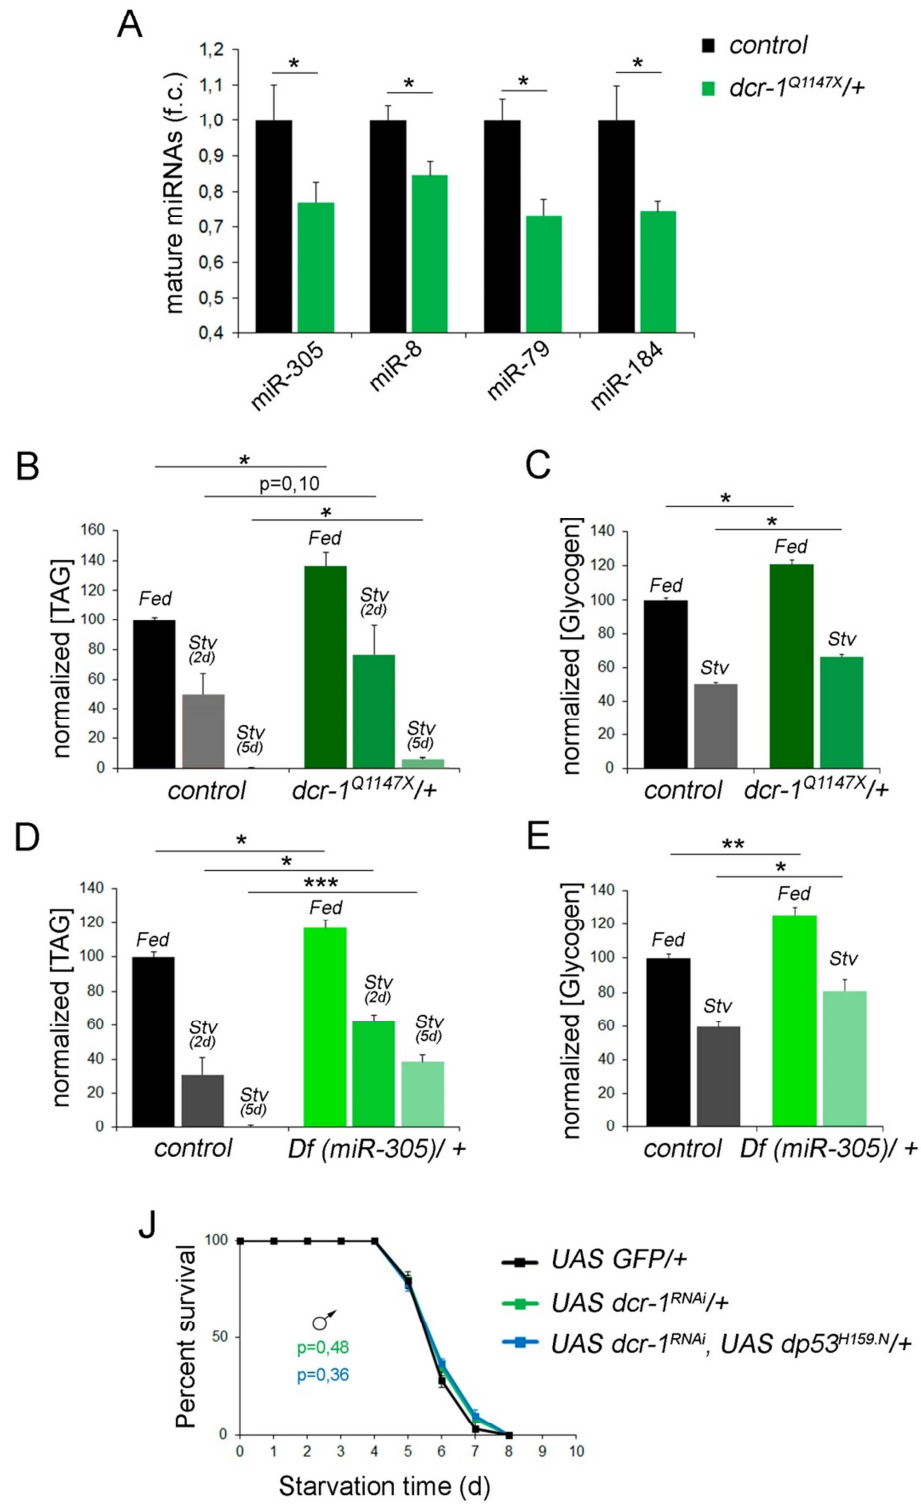 A
mature miRNAs (f.c.)
1,2
1,1
1,0
0,9
0,8
0,7
0,6
0,5
0,4
*
*
*
*
miR-305
miR-8
miR-79
miR-184
control
dcr-1Q1147X/+
B
normalized [TAG]
160
140
120
100
80
60
40
20
0
*
p=0,10
*
Fed
Stv
(2d)
Stv
(5d)
Fed
Stv
(2d)
Stv
(5d)
control
dcr-1Q1147X/+
C
normalized [Glycogen]
140
120
100
80
60
40
20
0
*
*
Fed
Stv
Fed
Stv
control
dcr-1Q1147X/+
D
normalized [TAG]
140
120
100
80
60
40
20
0
*
*
***
Fed
Stv
(2d)
Stv
(5d)
Fed
Stv
(2d)
Stv
(5d)
control
Df (miR-305)/ +
E
normalized [Glycogen]
140
120
100
80
60
40
20
0
**
*
Fed
Stv
Fed
Stv
control
Df (miR-305)/ +
J
Percent survival
100
50
0
♂
p=0,48
p=0,36
0 1 2 3 4 5 6 7 8 9 10
Starvation time (d)
UAS GFP/+
UAS dcr-1RNAi/+
UAS dcr-1RNAi, UAS dp53H159.N/+